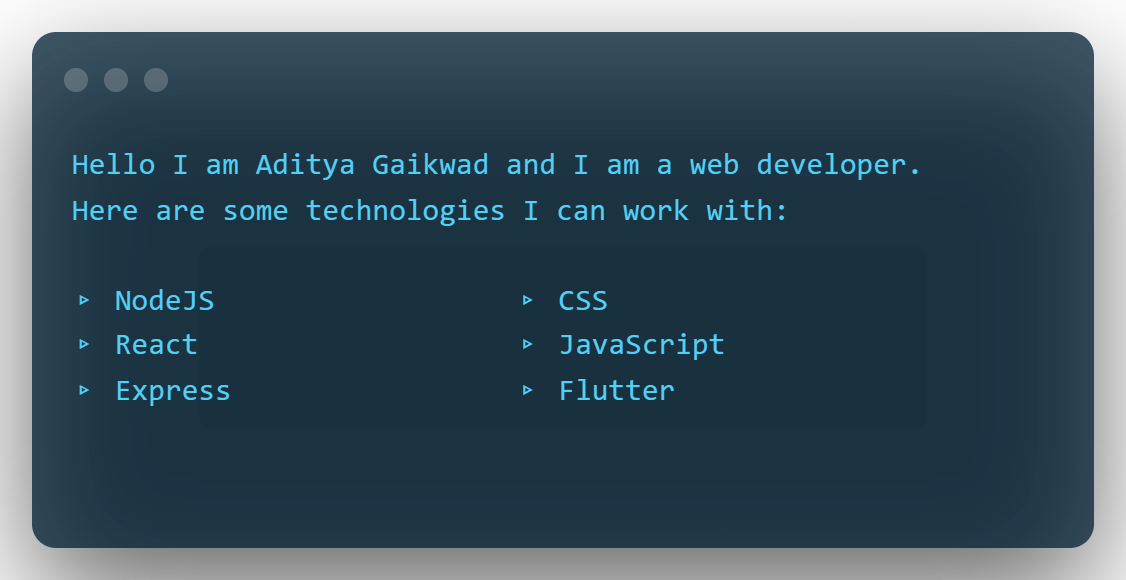 Hello I am Aditya Gaikwad and I am a web developer.
Here are some technologies I can work with:
▹ NodeJS
▹ React
▹ Express
▹ CSS
▹ JavaScript
▹ Flutter